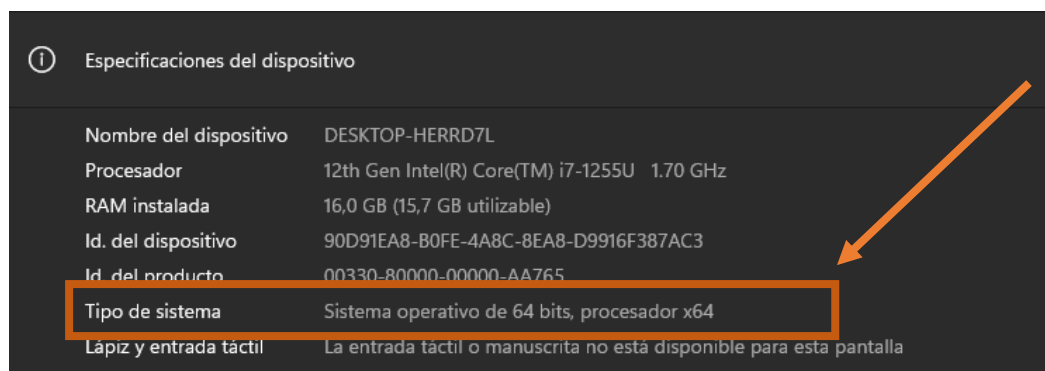 Especificaciones del dispositivo
Nombre del dispositivo DESKTOP-HERRD7L
Procesador 12th Gen Intel(R) Core(TM) i7-1255U 1.70 GHz
RAM instalada 16,0 GB (15,7 GB utilizable)
Id. del dispositivo 90D91EA8-B0FE-4A8C-8EA8-D9916F387AC3
Id. del producto 00330-80000-00000-AA765
Tipo de sistema Sistema operativo de 64 bits, procesador x64
Lápiz y entrada táctil La entrada táctil o manuscrita no está disponible para esta pantalla